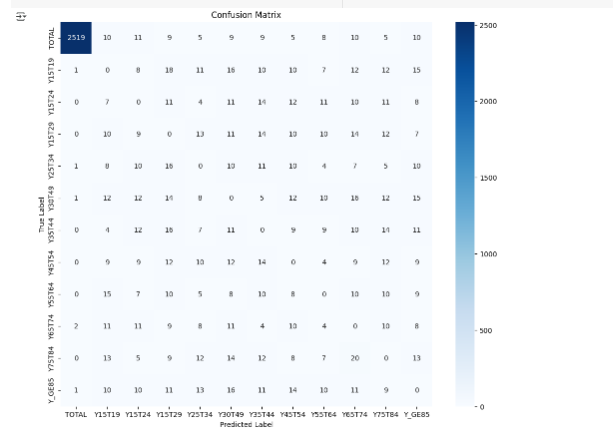 Confusion Matrix
TOTAL 2519 10 11 9 5 9 9 5 8 10 5 10
Y15T19 1 0 8 18 11 16 10 10 7 12 12 15
Y15T24 0 7 0 11 4 11 14 12 11 10 11 8
Y15T29 0 10 9 0 13 11 14 10 10 14 12 7
Y25T34 1 8 10 16 0 10 11 10 4 7 5 10
Y30T49 1 12 12 14 8 0 5 12 10 16 12 15
Y35T44 0 4 12 16 7 11 0 9 9 10 14 11
Y45T54 0 9 9 12 10 12 14 0 4 9 12 9
Y55T64 0 15 7 10 5 8 10 8 0 10 10 9
Y65T74 2 11 11 9 8 11 4 10 4 0 10 8
Y75T84 0 13 5 9 12 14 12 8 7 20 0 13
Y_GE85 1 10 10 11 13 16 11 14 10 11 9 0
TOTAL Y15T19 Y15T24 Y15T29 Y25T34 Y30T49 Y35T44 Y45T54 Y55T64 Y65T74 Y75T84 Y_GE85
Predicted Label
True Label
2500
2000
1500
1000
500
0